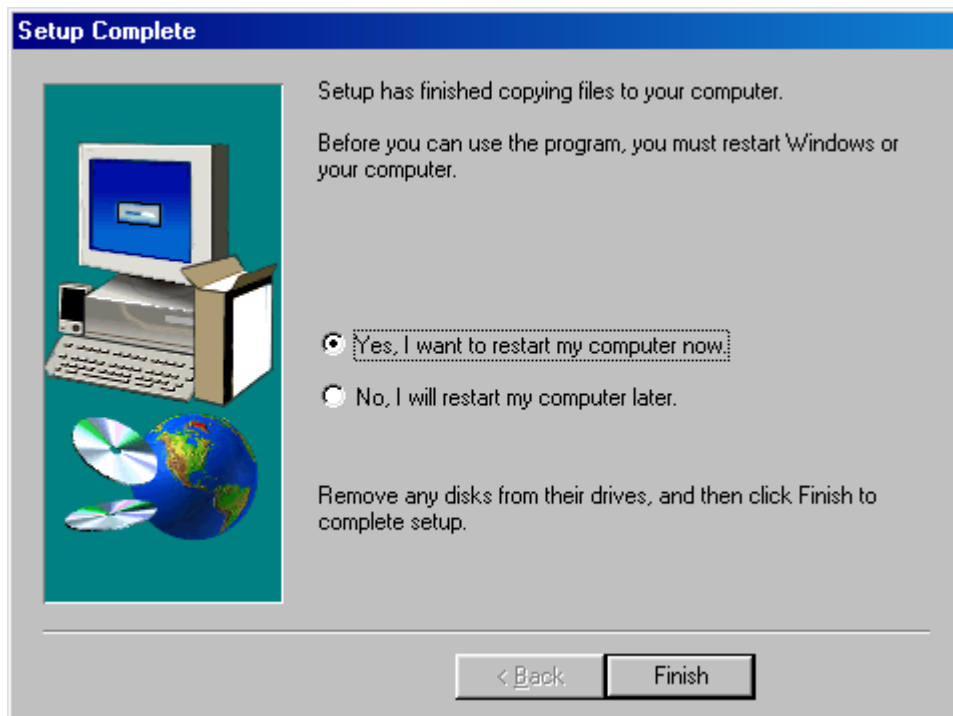 Setup Complete
Setup has finished copying files to your computer.
Before you can use the program, you must restart Windows or
your computer.
Yes, I want to restart my computer now.
No, I will restart my computer later.
Remove any disks from their drives, and then click Finish to
complete setup.
< Back
Finish